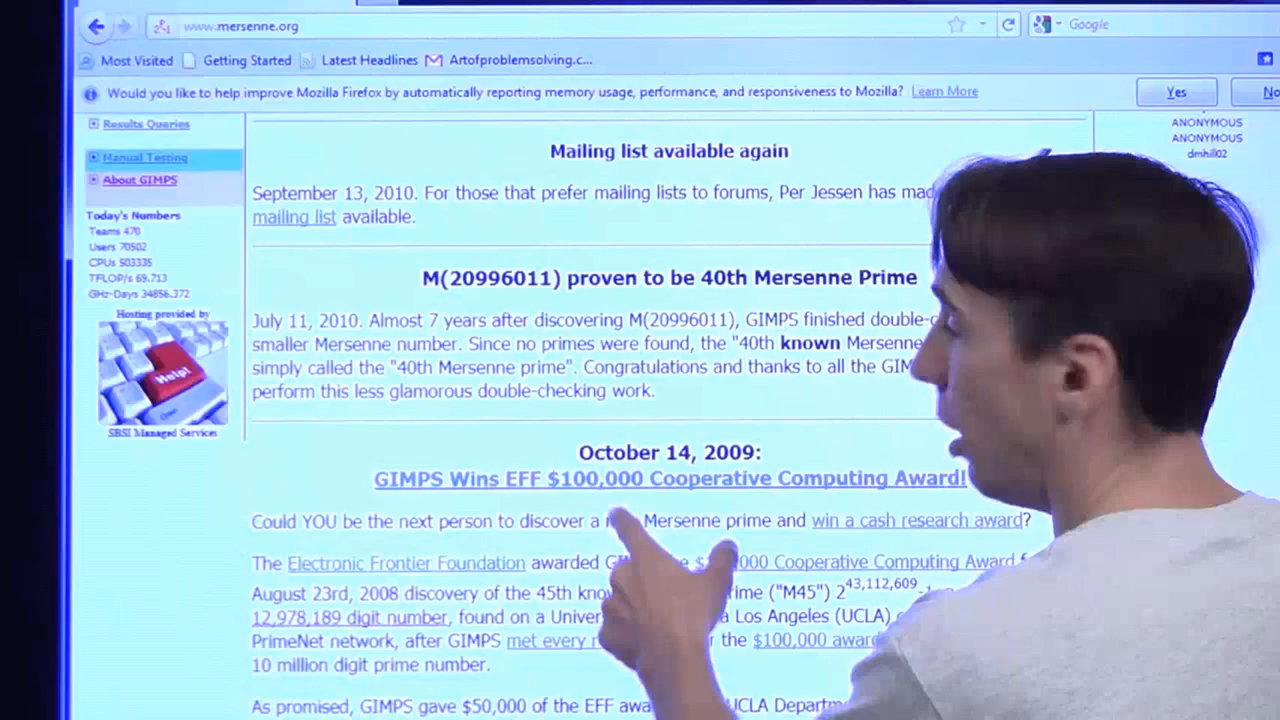 www.mersenne.org
Google
Most Visited Getting Started Latest Headlines Artofproblemsolving.c...
Would you like to help improve Mozilla Firefox by automatically reporting memory usage, performance, and responsiveness to Mozilla? Learn More Yes No
Results Queries
Manual Testing
About GIMPS
Today's Numbers
Teams 470
Users 70502
CPUs 503335
TFLOP/s 69.713
GHz-Days 34856.372
Hosting provided by
Help!
SBSI Managed Services
Mailing list available again
September 13, 2010. For those that prefer mailing lists to forums, Per Jessen has
mailing list available.
M(20996011) proven to be 40th Mersenne Prime
July 11, 2010. Almost 7 years after discovering M(20996011), GIMPS finished
smaller Mersenne number. Since no primes were found, the "40th known Mersenne
simply called the "40th Mersenne prime". Congratulations and thanks to all the
perform this less glamorous double-checking work.
October 14, 2009:
GIMPS Wins EFF $100,000 Cooperative Computing Award!
Could YOU be the next person to discover a Mersenne prime and win a cash research award?
The Electronic Frontier Foundation awarded Cooperative Computing Award
August 23rd, 2008 discovery of the 45th ("M45") 2^43,112,609-1
12,978,189 digit number, found on a Los Angeles (UCLA)
PrimeNet network, after GIMPS met every the $100,000
10 million digit prime number.
As promised, GIMPS gave $50,000 of the EFF UCLA
ANONYMOUS
ANONYMOUS
dmhill02